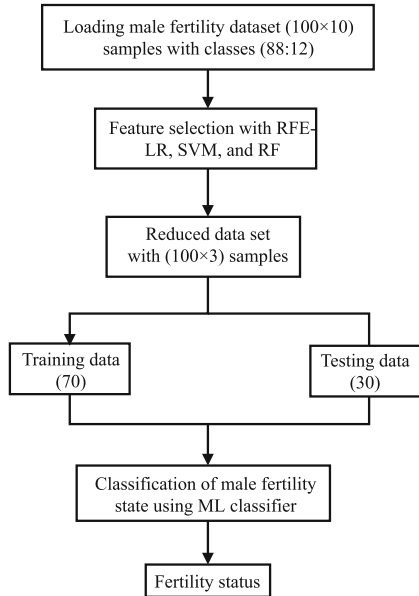 Loading male fertility dataset (100×10)
samples with classes (88:12)
Feature selection with RFE-
LR, SVM, and RF
Reduced data set
with (100×3) samples
Training data
(70)
Testing data
(30)
Classification of male fertility
state using ML classifier
Fertility status